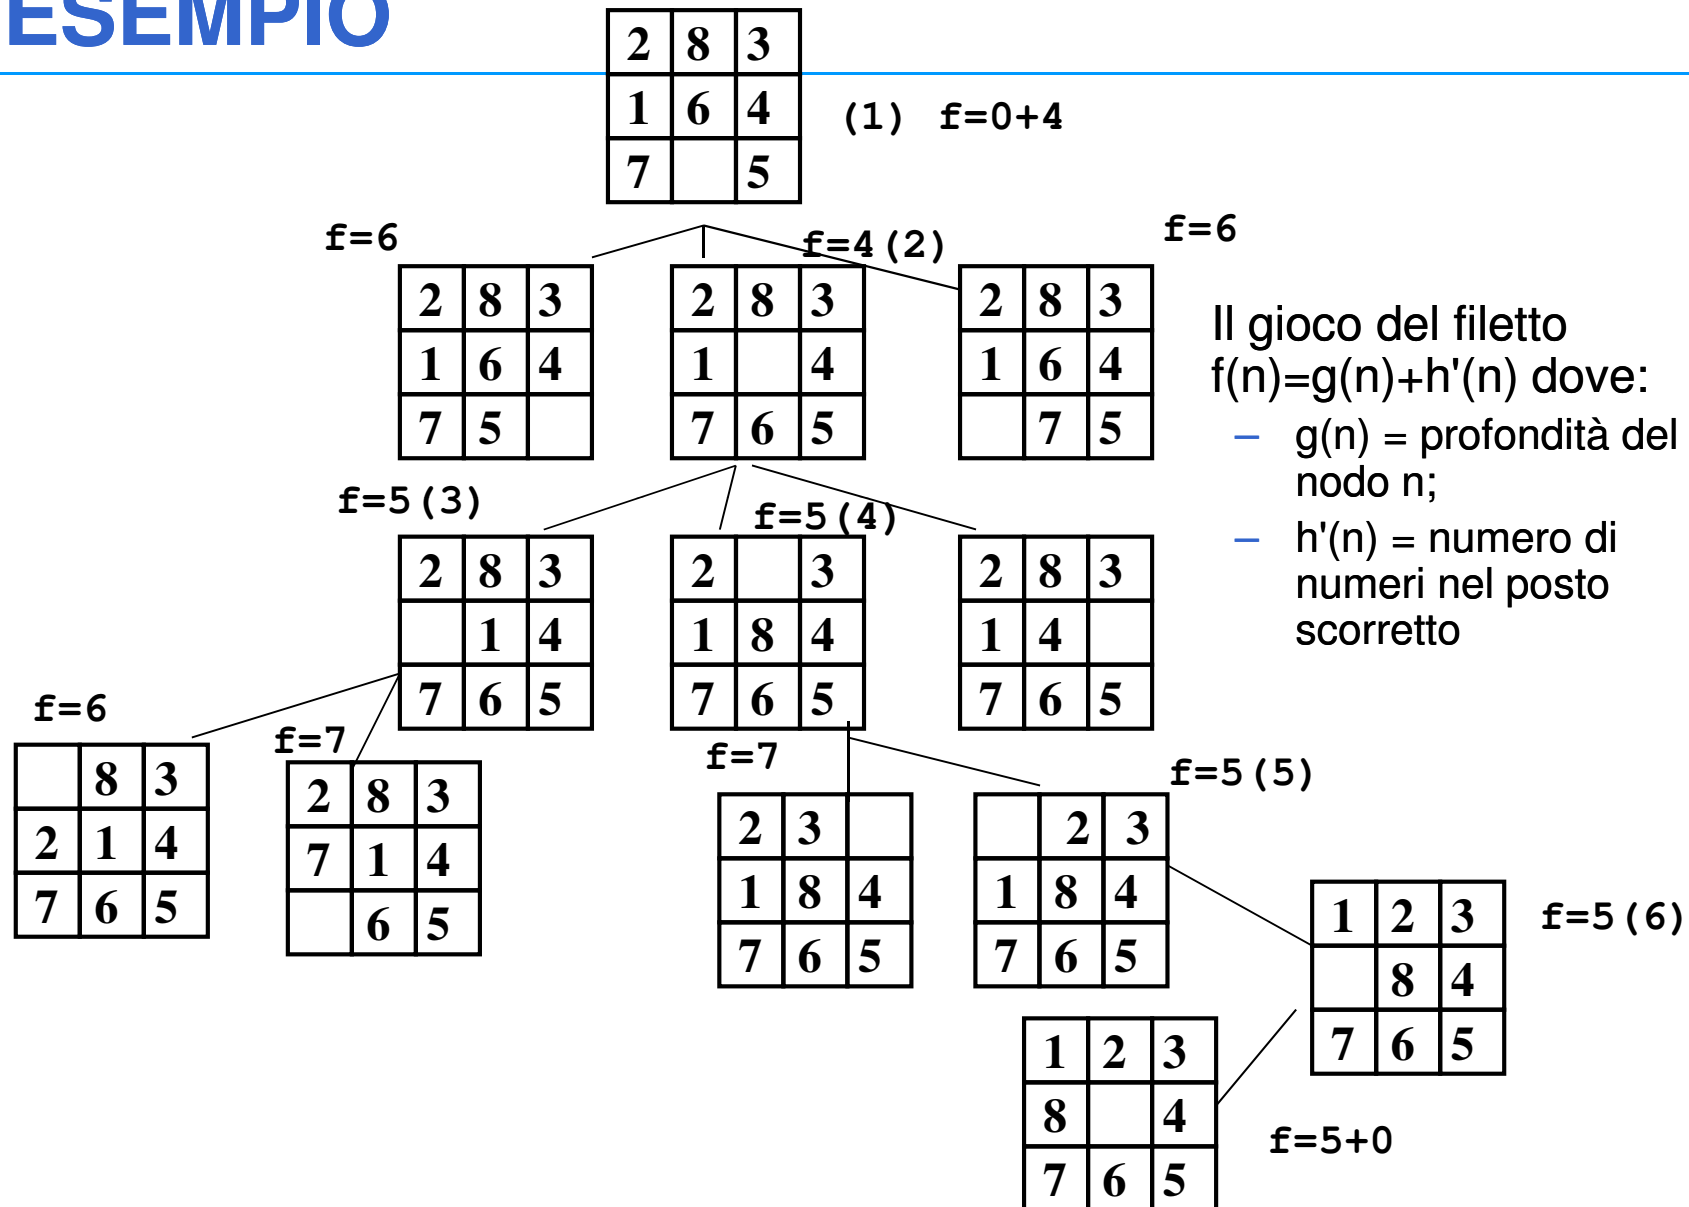 ESEMPIO
2 8 3
1 6 4
7 5
(1) f=0+4
f=6
f=4(2)
f=6
2 8 3
1 6 4
7 5
2 8 3
1 4
7 6 5
2 8 3
1 6 4
7 5
Il gioco del filetto
f(n)=g(n)+h'(n) dove:
– g(n) = profondità del
nodo n;
– h'(n) = numero di
numeri nel posto
scorretto
f=5(3)
f=5(4)
2 8 3
1 4
7 6 5
2 3
1 8 4
7 6 5
2 8 3
1 4
7 6 5
f=6
f=7
f=7
f=5(5)
8 3
2 1 4
7 6 5
2 8 3
7 1 4
6 5
2 3
1 8 4
7 6 5
2 3
1 8 4
7 6 5
1 2 3
8 4
7 6 5
f=5(6)
1 2 3
8 4
7 6 5
f=5+0